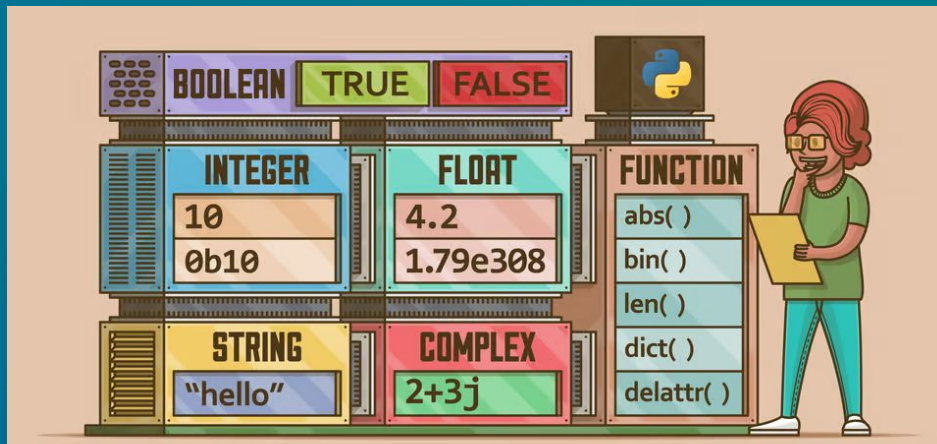 BOOLEAN TRUE FALSE
INTEGER
10
0b10
FLOAT
4.2
1.79e308
FUNCTION
abs( )
bin( )
len( )
dict( )
delattr( )
STRING
“hello”
COMPLEX
2+3j